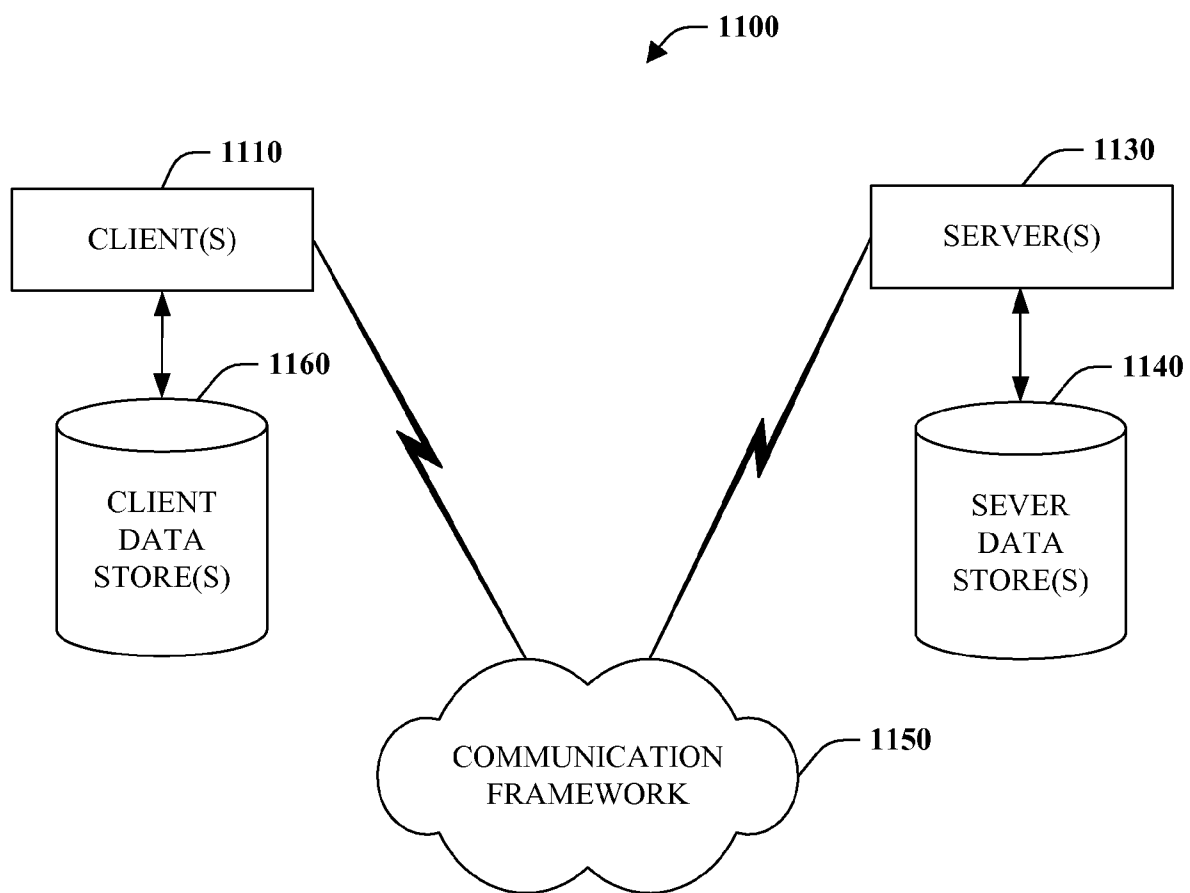 1100
1110
1130
CLIENT(S)
SERVER(S)
1160
1140
CLIENT
DATA
STORE(S)
SEVER
DATA
STORE(S)
COMMUNICATION
FRAMEWORK
1150